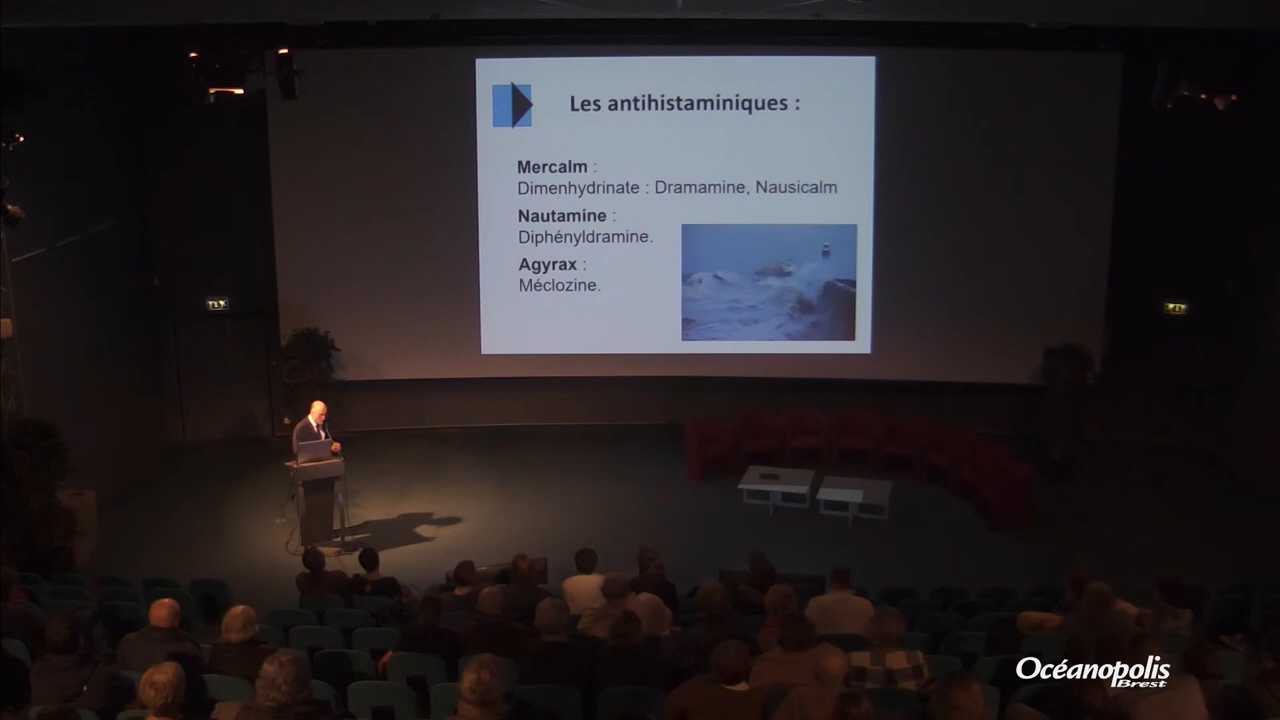 Les antihistaminiques :
Mercalm :
Dimenhydrinate : Dramamine, Nausicalm
Nautamine :
Diphényldramine.
Agyrax :
Méclozine.
Océanopolis
Brest